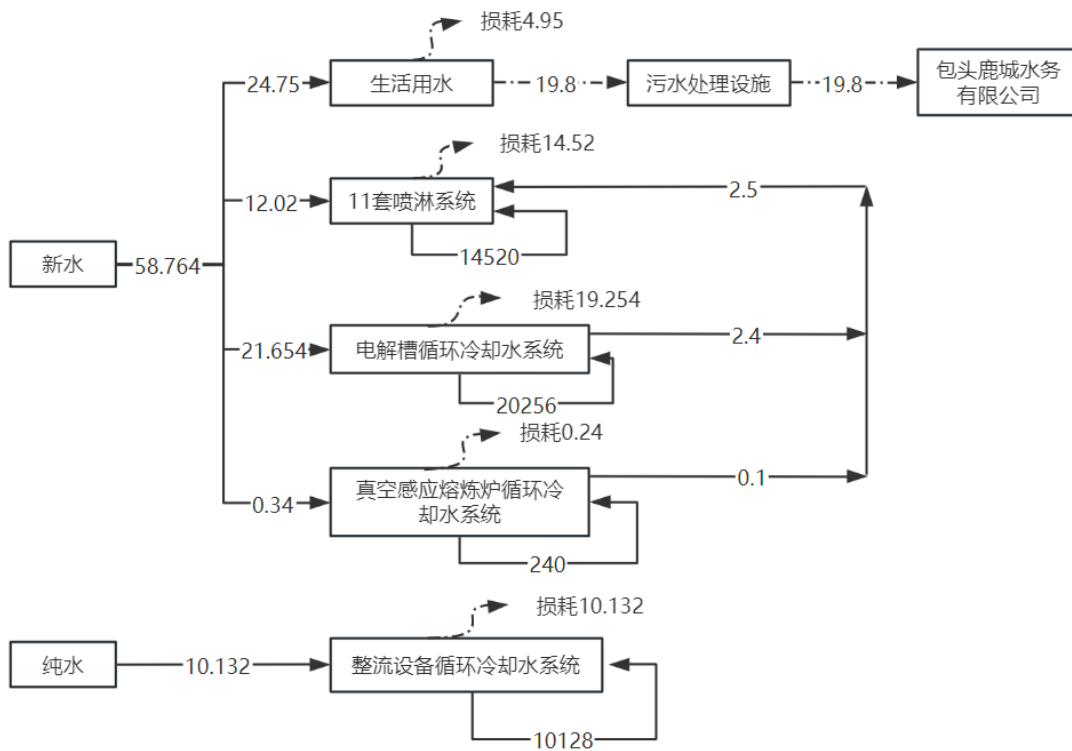 损耗4.95
24.75
生活用水
19.8
污水处理设施
19.8
包头鹿城水务
有限公司
损耗14.52
12.02
11套喷淋系统
2.5
14520
新水
58.764
损耗19.254
21.654
电解槽循环冷却水系统
2.4
20256
损耗0.24
0.34
真空感应熔炼炉循环冷
却水系统
0.1
240
损耗10.132
纯水
10.132
整流设备循环冷却水系统
10128